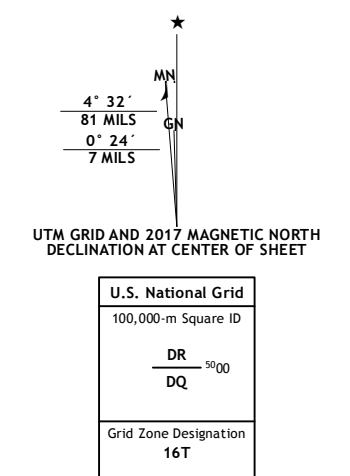 MN
4° 32´
81 MILS
GN
0° 24´
7 MILS
UTM GRID AND 2017 MAGNETIC NORTH
DECLINATION AT CENTER OF SHEET
U.S. National Grid
100,000-m Square ID
DR
5000
DQ
Grid Zone Designation
16T